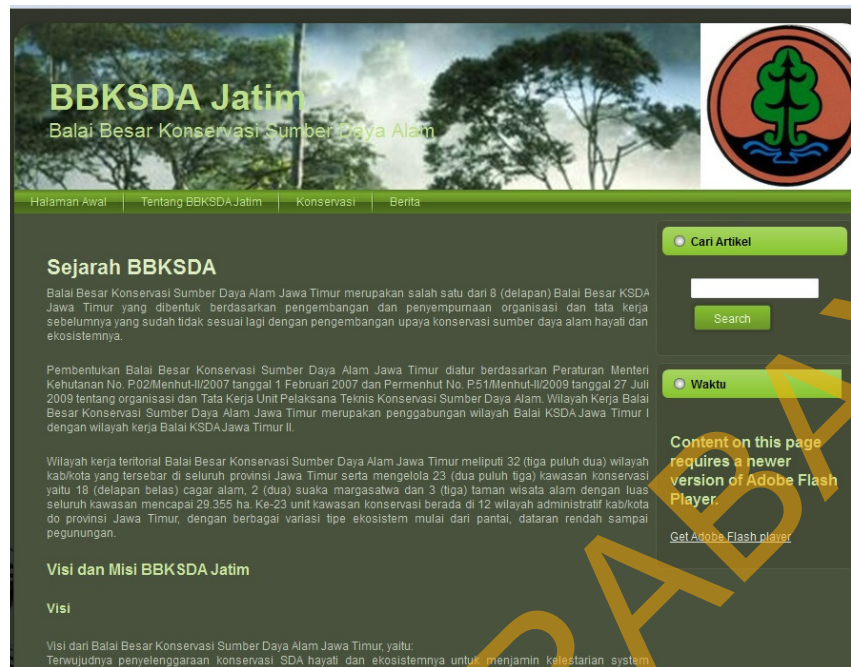 BBKSDA Jatim
Balai Besar Konservasi Sumber Daya Alam
Halaman Awal
Tentang BBKSDA Jatim
Konservasi
Berita
Sejarah BBKSDA
Balai Besar Konservasi Sumber Daya Alam Jawa Timur merupakan salah satu dari 8 (delapan) Balai Besar KSDA
Jawa Timur yang dibentuk berdasarkan pengembangan dan penyempurnaan organisasi dan tata kerja
sebelumnya yang sudah tidak sesuai lagi dengan pengembangan upaya konservasi sumber daya alam hayati dan
ekosistemnya.
Pembentukan Balai Besar Konservasi Sumber Daya Alam Jawa Timur diatur berdasarkan Peraturan Menteri
Kehutanan No. P.02/Menhut-II/2007 tanggal 1 Februari 2007 dan Permenhut No. P.51/Menhut-II/2009 tanggal 27 Juli
2009 tentang organisasi dan Tata Kerja Unit Pelaksana Teknis Konservasi Sumber Daya Alam. Wilayah Kerja Balai
Besar Konservasi Sumber Daya Alam Jawa Timur merupakan penggabungan wilayah Balai KSDA Jawa Timur I
dengan wilayah kerja Balai KSDA Jawa Timur II.
Wilayah kerja teritorial Balai Besar Konservasi Sumber Daya Alam Jawa Timur meliputi 32 (tiga puluh dua) wilayah
kab/kota yang tersebar di seluruh provinsi Jawa Timur serta mengelola 23 (dua puluh tiga) kawasan konservasi
yaitu 18 (delapan belas) cagar alam, 2 (dua) suaka margasatwa dan 3 (tiga) taman wisata alam dengan luas
seluruh kawasan mencapai 29.355 ha. Ke-23 unit kawasan konservasi berada di 12 wilayah administratif kab/kota
do provinsi Jawa Timur, dengan berbagai variasi tipe ekosistem mulai dari pantai, dataran rendah sampai
pegunungan.
Visi dan Misi BBKSDA Jatim
Visi
Visi dari Balai Besar Konservasi Sumber Daya Alam Jawa Timur, yaitu:
Terwujudnya penyelenggaraan konservasi SDA hayati dan ekosistemnya untuk menjamin kelestarian system
Cari Artikel
Search
Waktu
Content on this page
requires a newer
version of Adobe Flash
Player.
Get Adobe Flash player
PABAY